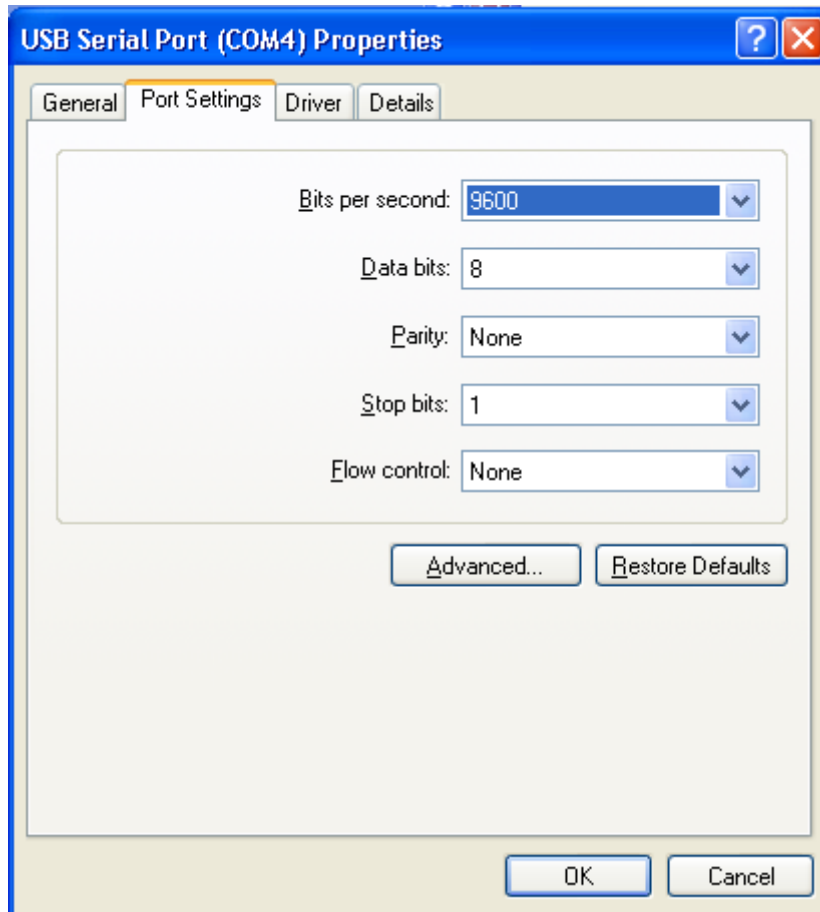 USB Serial Port (COM4) Properties
General Port Settings Driver Details
Bits per second: 9600
Data bits: 8
Parity: None
Stop bits: 1
Flow control: None
Advanced... Restore Defaults
OK Cancel